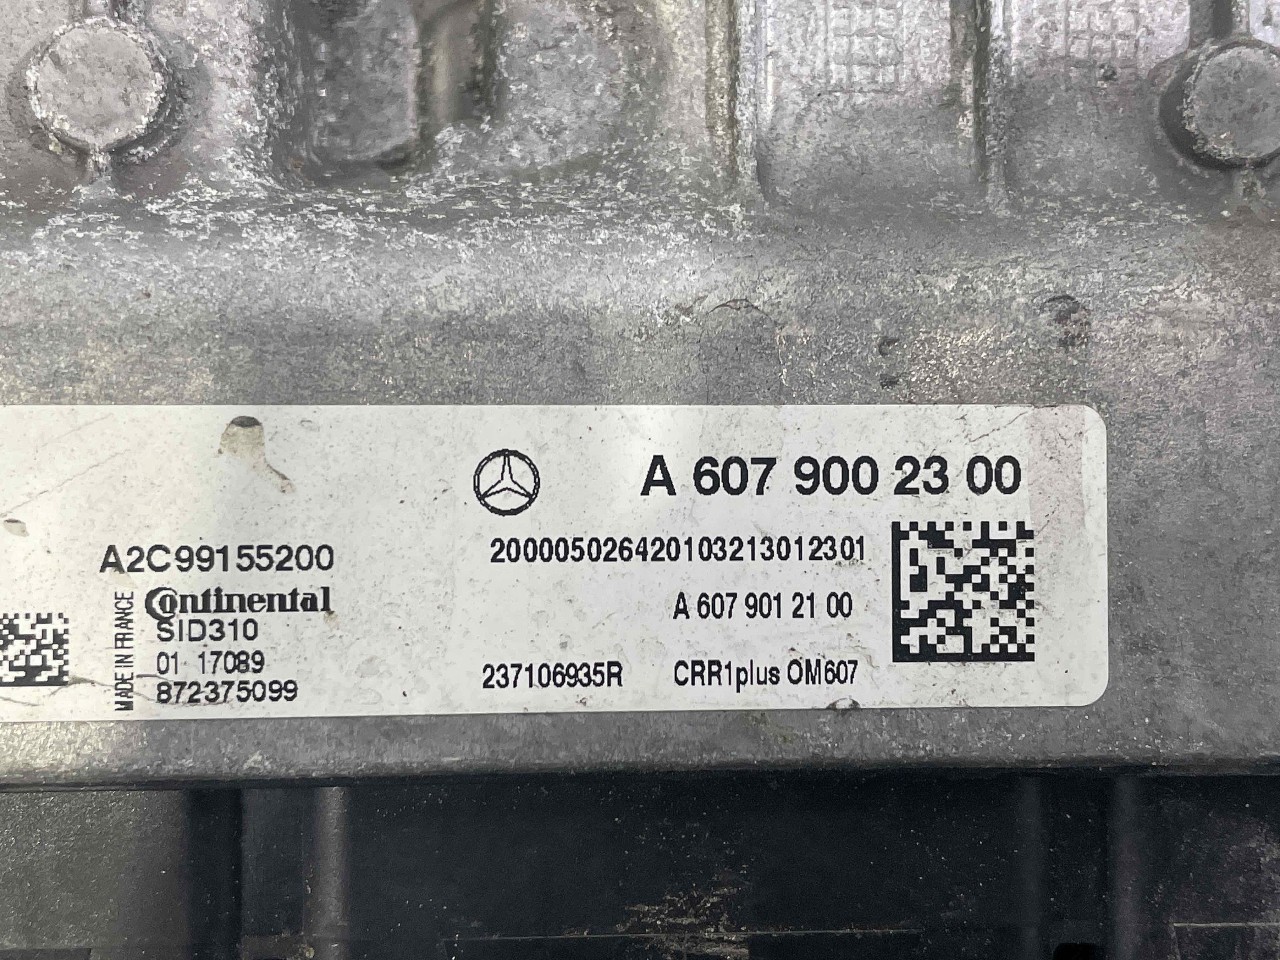 A 607 900 23 00
A2C99155200
200005026420103213012301
Continental
A 607 901 21 00
MADE IN FRANCE
SID310
01 17089
237106935R
CRR1plus OM607
872375099